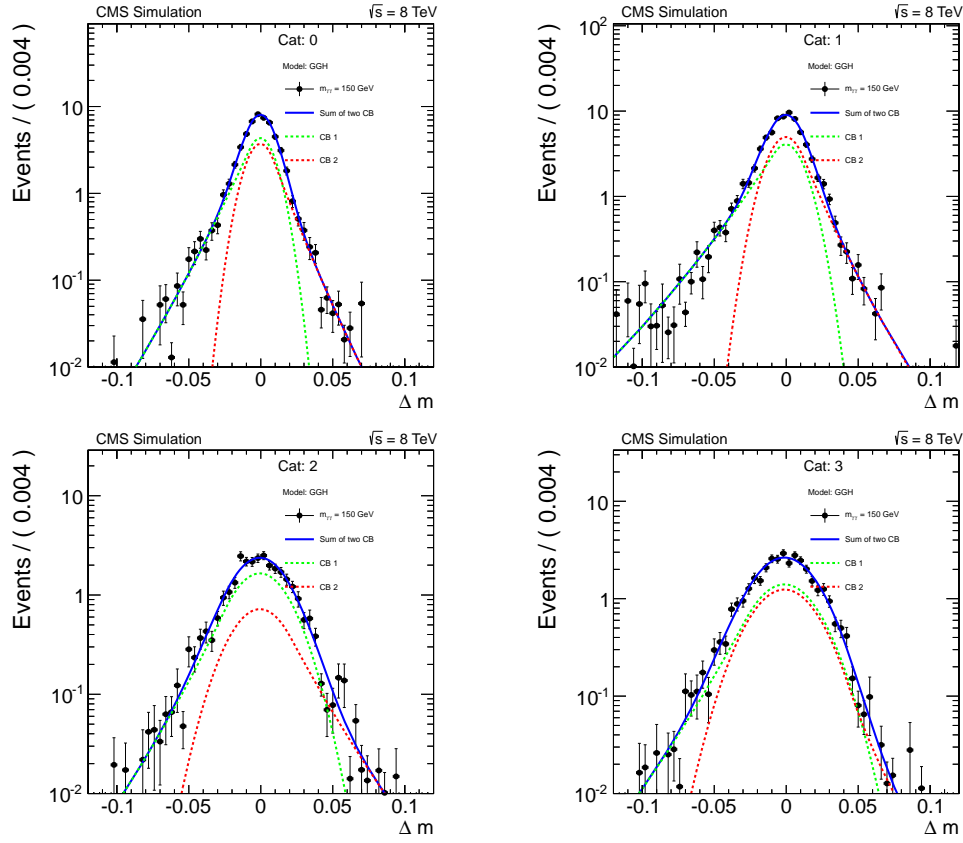 CMS Simulation √s = 8 TeV
Events / ( 0.004 )
Cat: 0
Model: GGH
mγγ = 150 GeV
Sum of two CB
CB 1
CB 2
10
1
10-1
10-2
-0.1 -0.05 0 0.05 0.1
Δ m
CMS Simulation √s = 8 TeV
Events / ( 0.004 )
Cat: 1
Model: GGH
mγγ = 150 GeV
Sum of two CB
CB 1
CB 2
102
10
1
10-1
10-2
-0.1 -0.05 0 0.05 0.1
Δ m
CMS Simulation √s = 8 TeV
Events / ( 0.004 )
Cat: 2
Model: GGH
mγγ = 150 GeV
Sum of two CB
CB 1
CB 2
10
1
10-1
10-2
-0.1 -0.05 0 0.05 0.1
Δ m
CMS Simulation √s = 8 TeV
Events / ( 0.004 )
Cat: 3
Model: GGH
mγγ = 150 GeV
Sum of two CB
CB 1
CB 2
10
1
10-1
10-2
-0.1 -0.05 0 0.05 0.1
Δ m